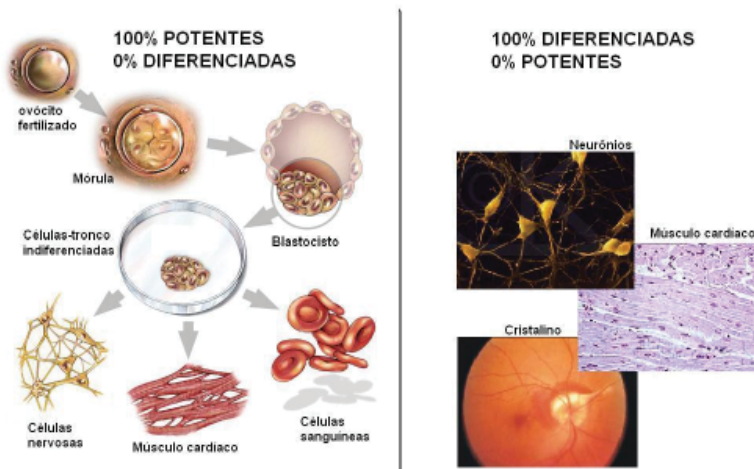 100% POTENTES
0% DIFERENCIADAS
ovócito
fertilizado
Mórula
Blastocisto
Células-tronco
indiferenciadas
Células
nervosas
Músculo cardíaco
Células
sanguíneas
100% DIFERENCIADAS
0% POTENTES
Neurônios
Músculo cardíaco
Cristalino